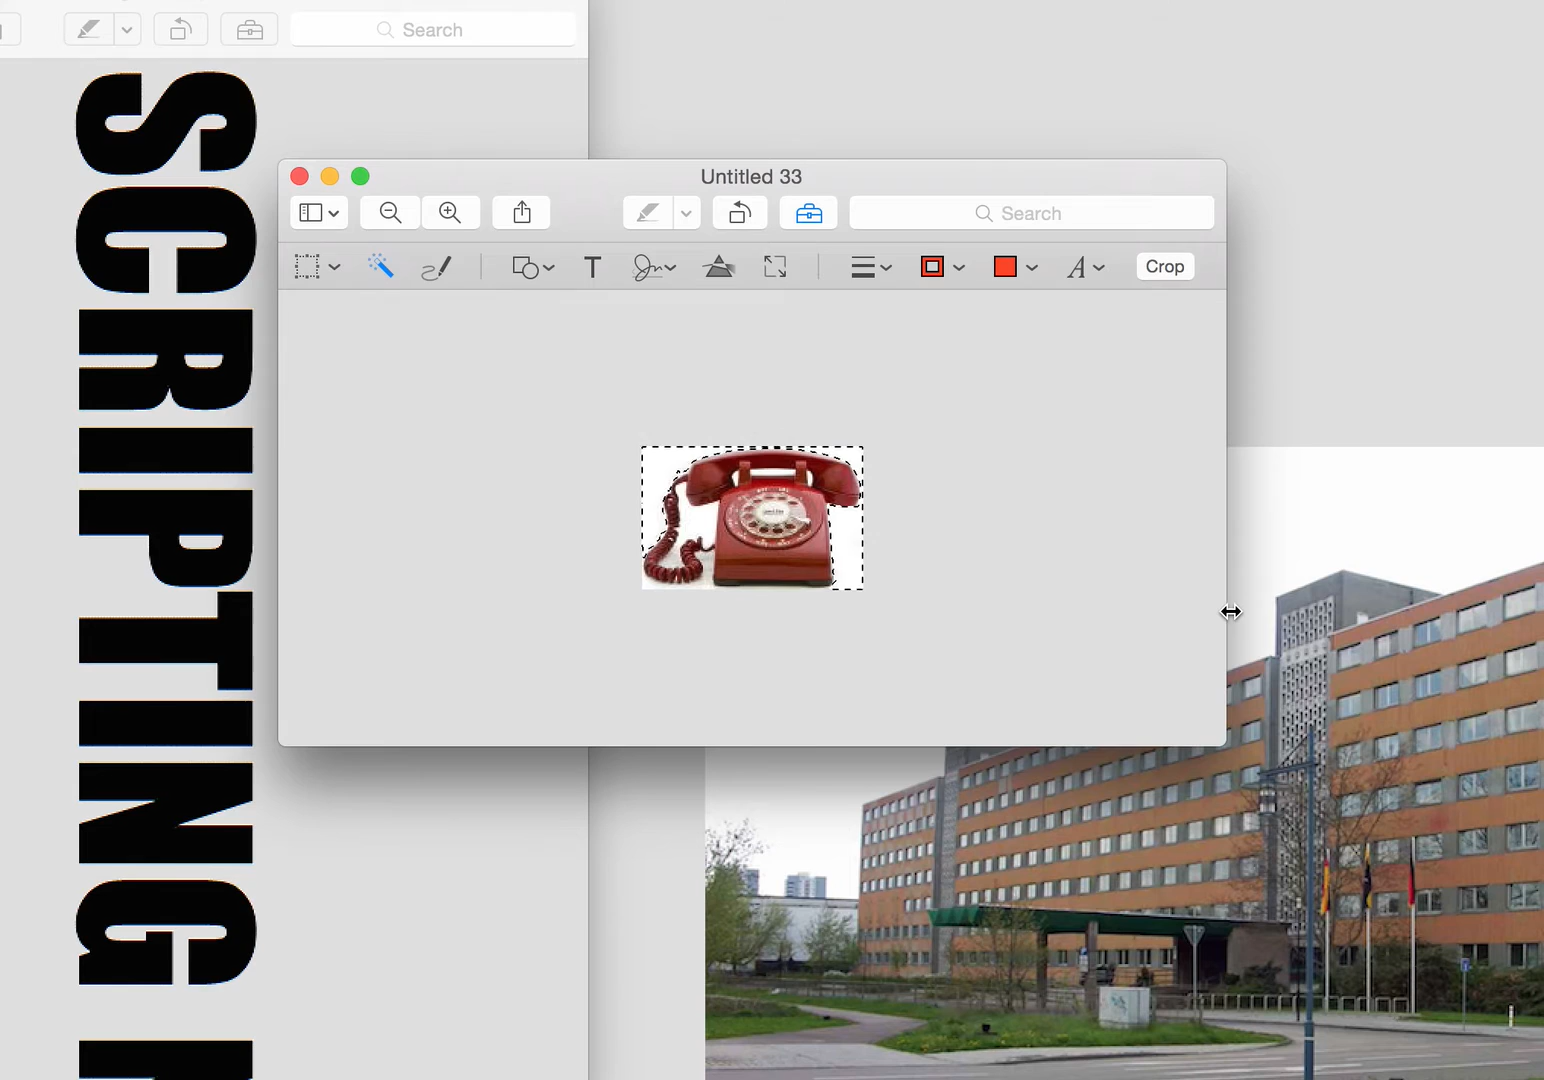 Search
SCRIPTING
Untitled 33
Search
T
A
Crop